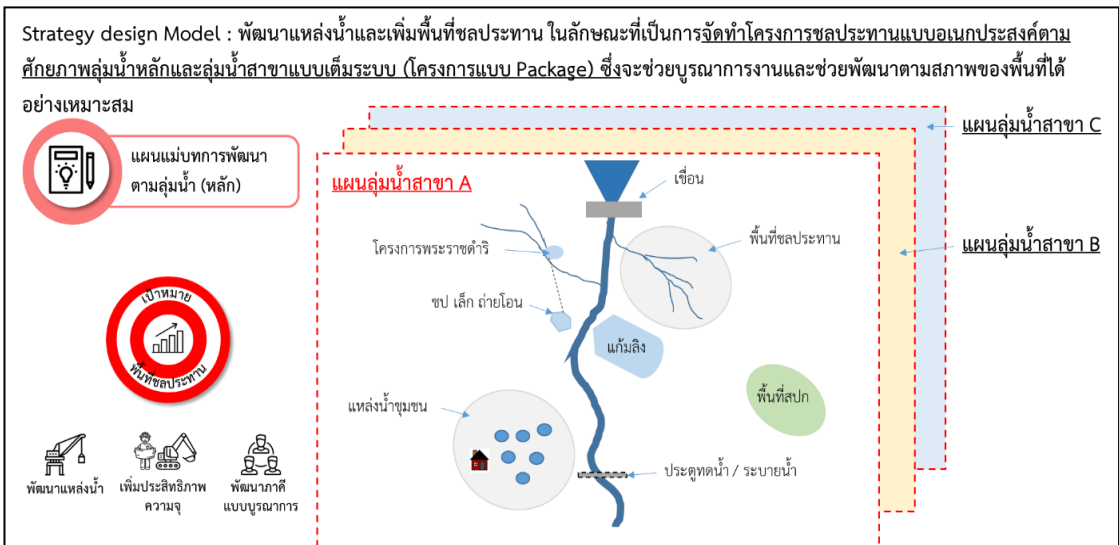 Strategy design Model : พัฒนาแหล่งน้ำและเพิ่มพื้นที่ชลประทาน ในลักษณะที่เป็นการจัดทำโครงการชลประทานแบบอเนกประสงค์ตาม
ศักยภาพลุ่มน้ำหลักและลุ่มน้ำสาขาแบบเต็มระบบ (โครงการแบบ Package) ซึ่งจะช่วยบูรณาการงานและช่วยพัฒนาตามสภาพของพื้นที่ได้
อย่างเหมาะสม
แผนแม่บทการพัฒนา
ตามลุ่มน้ำ (หลัก)
แผนลุ่มน้ำสาขา C
แผนลุ่มน้ำสาขา B
แผนลุ่มน้ำสาขา A
เขื่อน
โครงการพระราชดำริ
พื้นที่ชลประทาน
ชป เล็ก ถ่ายโอน
แก้มลิง
พื้นที่สปก
แหล่งน้ำชุมชน
ประตูทดน้ำ / ระบายน้ำ
เป้าหมาย
พื้นที่ชลประทาน
พัฒนาแหล่งน้ำ
เพิ่มประสิทธิภาพ
ความจุ
พัฒนาภาคี
แบบบูรณาการ